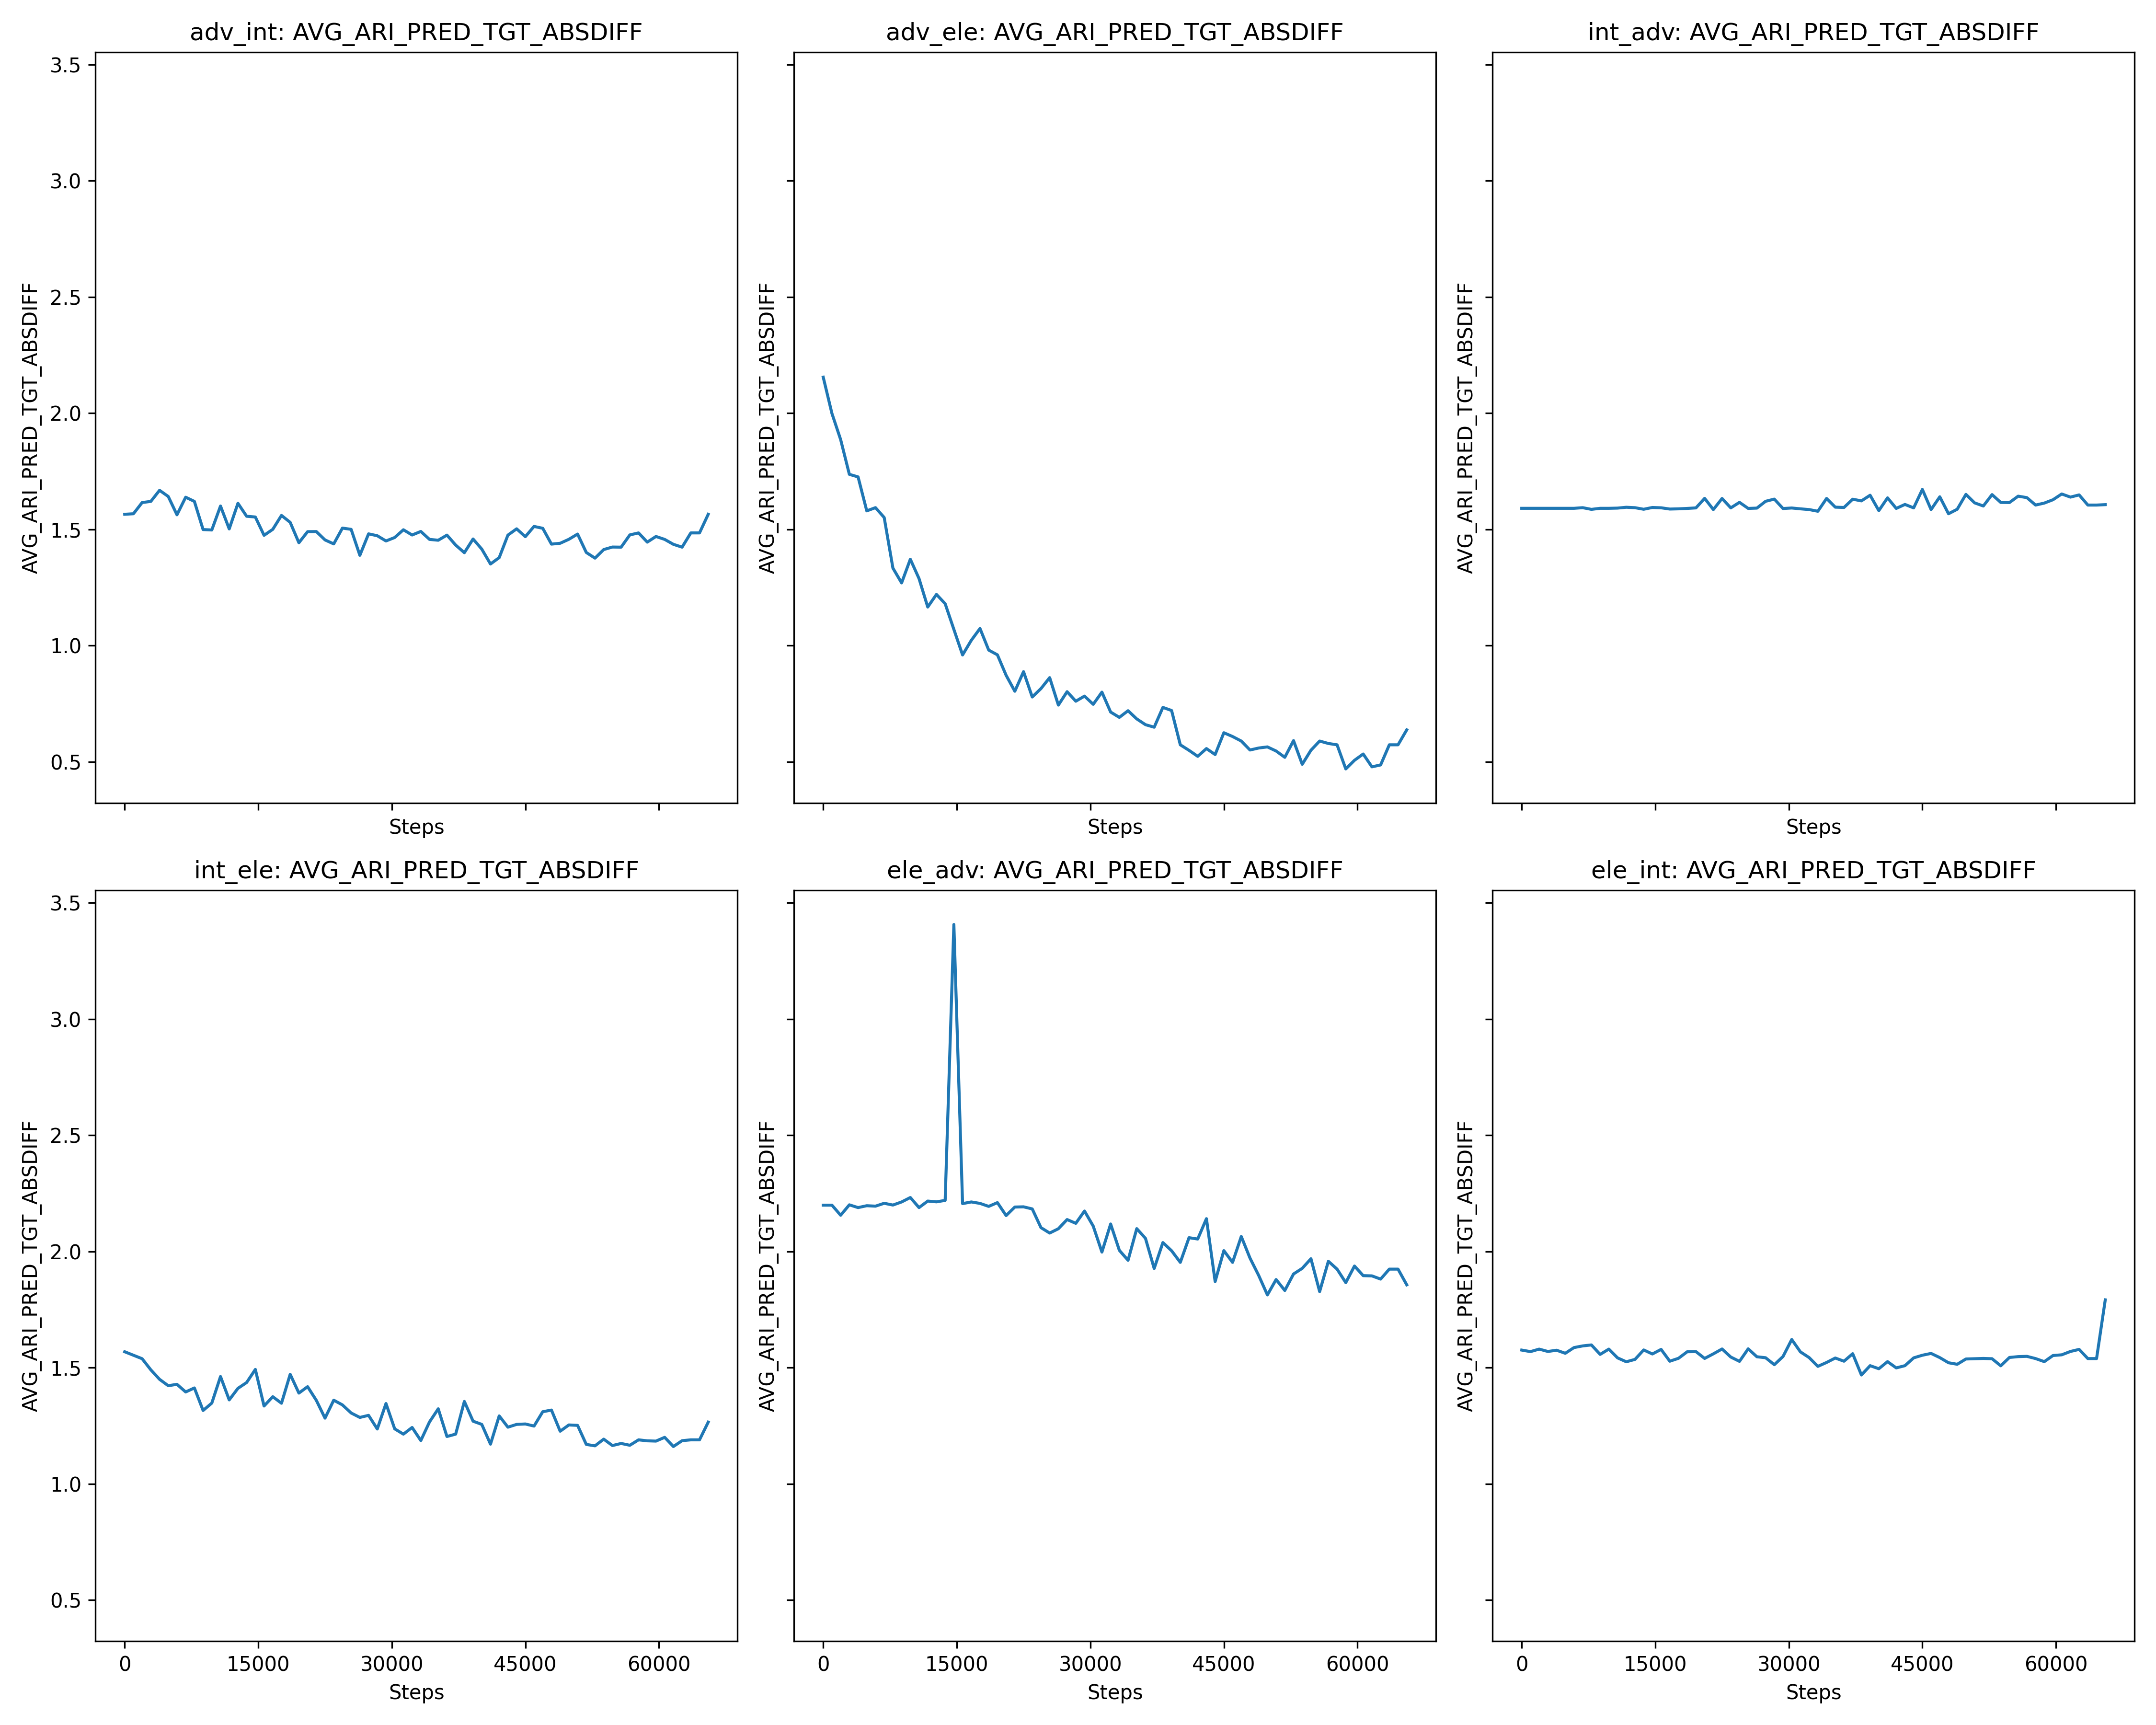 adv_int: AVG_ARI_PRED_TGT_ABSDIFF
adv_ele: AVG_ARI_PRED_TGT_ABSDIFF
int_adv: AVG_ARI_PRED_TGT_ABSDIFF
3.5
3.0
2.5
2.0
1.5
1.0
0.5
AVG_ARI_PRED_TGT_ABSDIFF
AVG_ARI_PRED_TGT_ABSDIFF
AVG_ARI_PRED_TGT_ABSDIFF
Steps
Steps
Steps
int_ele: AVG_ARI_PRED_TGT_ABSDIFF
ele_adv: AVG_ARI_PRED_TGT_ABSDIFF
ele_int: AVG_ARI_PRED_TGT_ABSDIFF
3.5
3.0
2.5
2.0
1.5
1.0
0.5
AVG_ARI_PRED_TGT_ABSDIFF
AVG_ARI_PRED_TGT_ABSDIFF
AVG_ARI_PRED_TGT_ABSDIFF
0 15000 30000 45000 60000
0 15000 30000 45000 60000
0 15000 30000 45000 60000
Steps
Steps
Steps